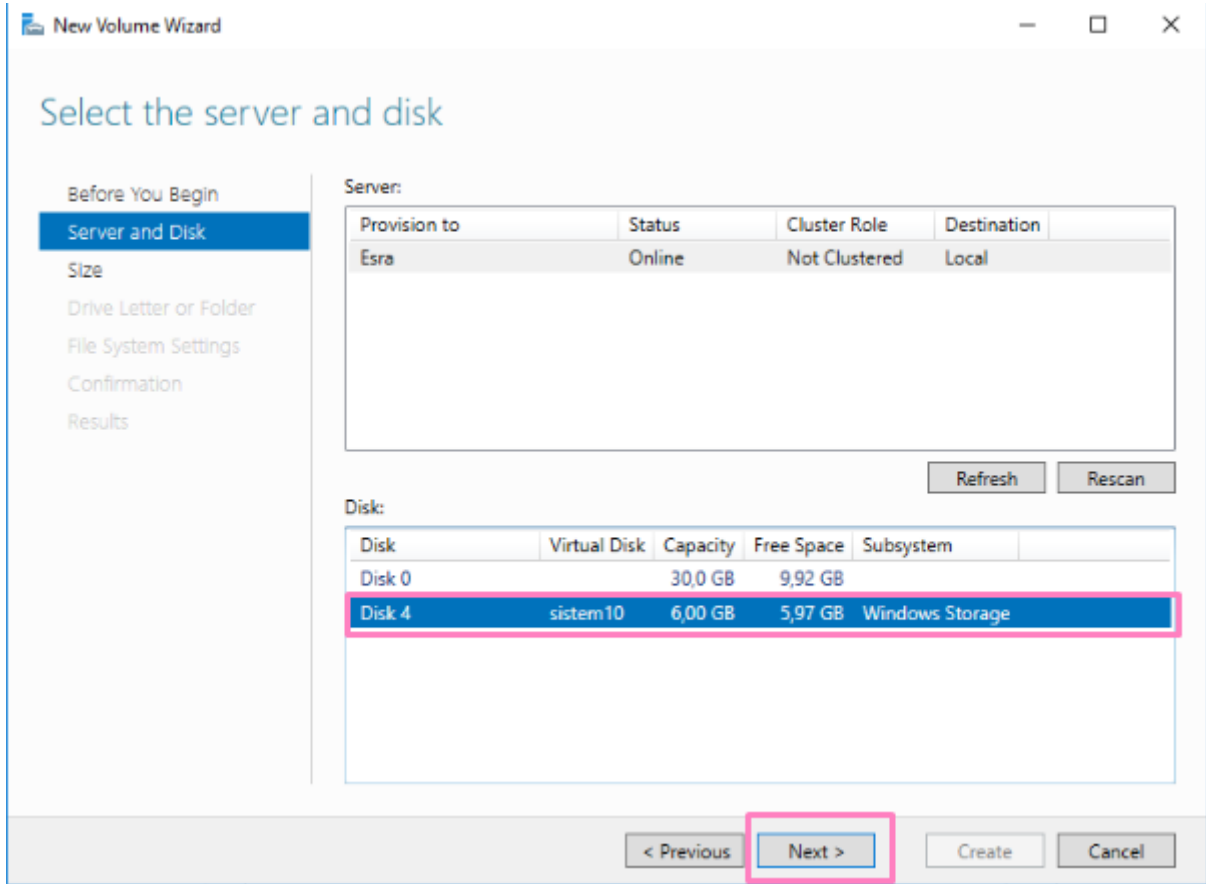 New Volume Wizard
Select the server and disk
Before You Begin
Server and Disk
Size
Drive Letter or Folder
File System Settings
Confirmation
Results
Server:
Provision to Status Cluster Role Destination
Esra Online Not Clustered Local
Refresh Rescan
Disk:
Disk Virtual Disk Capacity Free Space Subsystem
Disk 0 30,0 GB 9,92 GB
Disk 4 sistem10 6,00 GB 5,97 GB Windows Storage
< Previous Next > Create Cancel